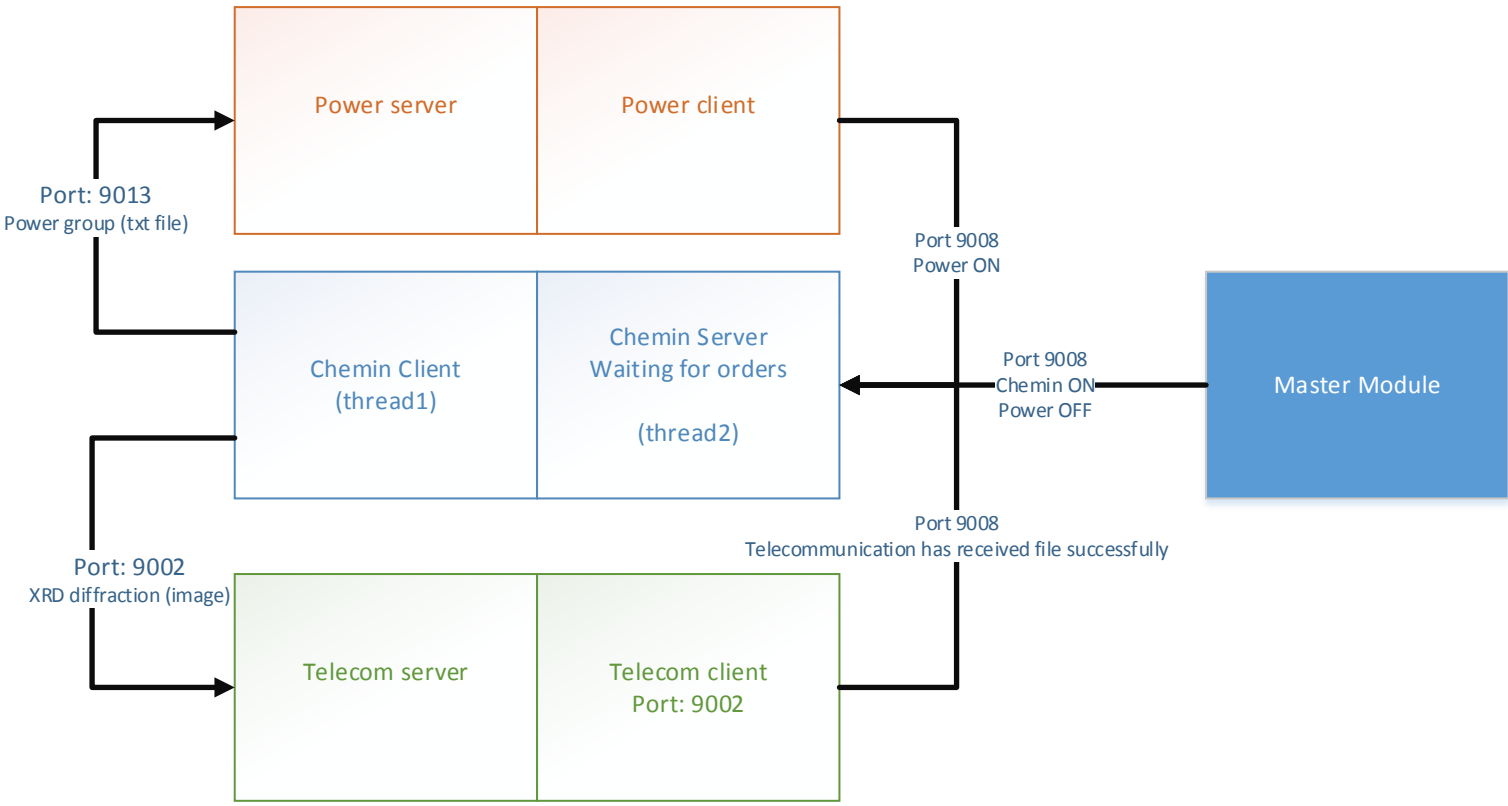 Power server
Power client
Port: 9013
Power group (txt file)
Port 9008
Power ON
Chemin Client
(thread1)
Chemin Server
Waiting for orders
(thread2)
Port 9008
Chemin ON
Power OFF
Master Module
Port 9008
Telecommunication has received file successfully
Port: 9002
XRD diffraction (image)
Telecom server
Telecom client
Port: 9002